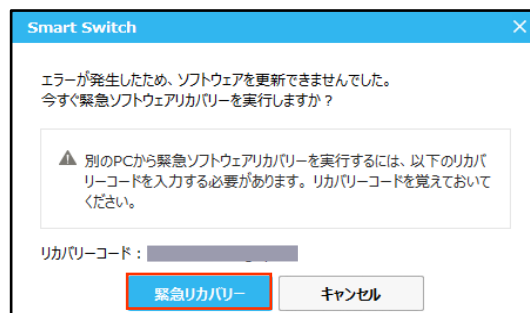 Smart Switch
エラーが発生したため、ソフトウェアを更新できませんでした。
今すぐ緊急ソフトウェアリカバリーを実行しますか？
別のPCから緊急ソフトウェアリカバリーを実行するには、以下のリカバ
リーコードを入力する必要があります。リカバリーコードを覚えておいて
ください。
リカバリーコード：
緊急リカバリー
キャンセル